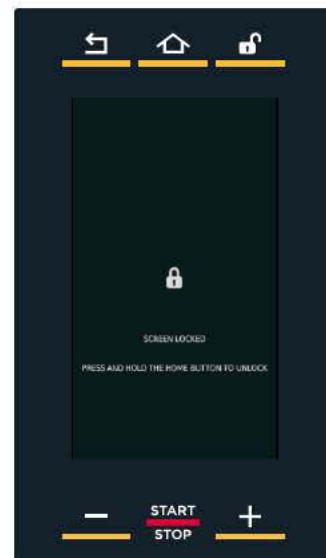 SCREEN LOCKED
PRESS AND HOLD THE HOME BUTTON TO UNLOCK
− START +
STOP